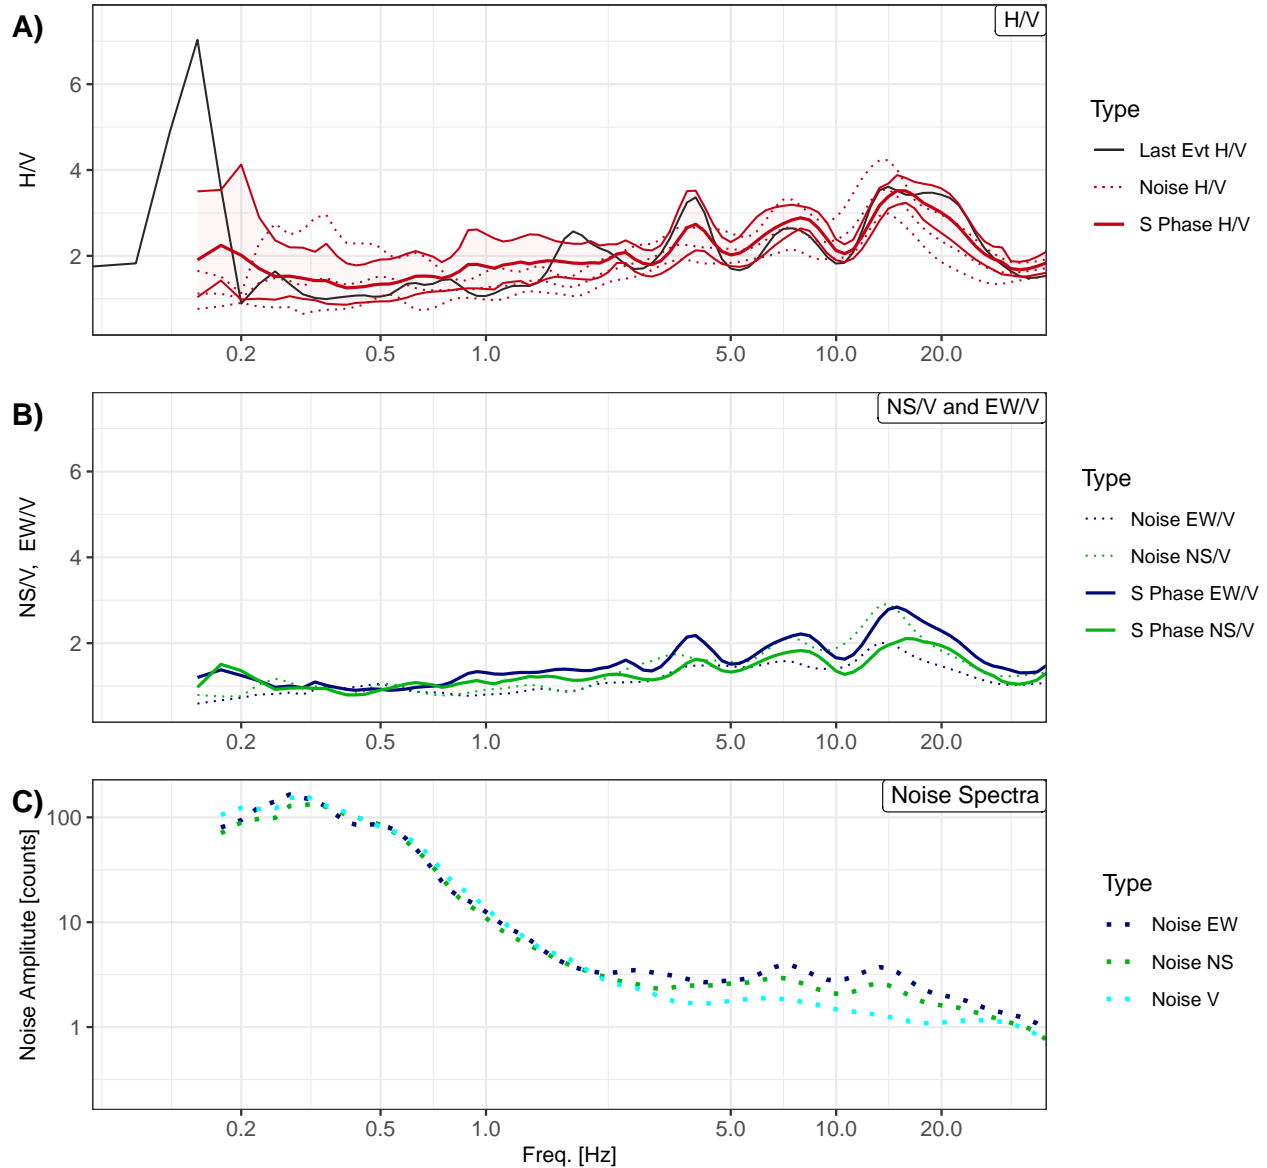 A)
H/V
6
4
2
H/V
0.2 0.5 1.0 5.0 10.0 20.0
Type
Last Evt H/V
Noise H/V
S Phase H/V
B)
NS/V and EW/V
6
4
2
NS/V,  EW/V
0.2 0.5 1.0 5.0 10.0 20.0
Type
Noise EW/V
Noise NS/V
S Phase EW/V
S Phase NS/V
C)
Noise Spectra
100
10
1
Noise Amplitute [counts]
0.2 0.5 1.0 5.0 10.0 20.0
Freq. [Hz]
Type
Noise EW
Noise NS
Noise V